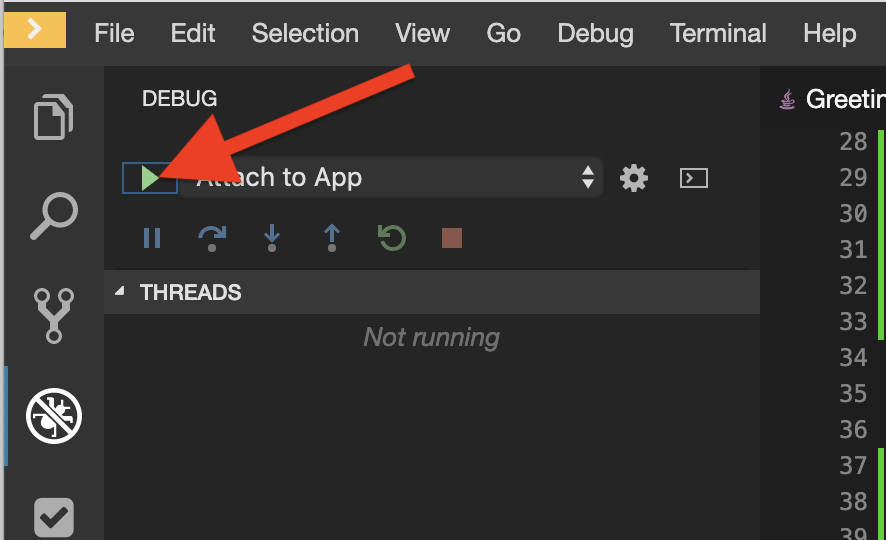 File Edit Selection View Go Debug Terminal Help
DEBUG
Greetin
Attach to App
THREADS
Not running
28
29
30
31
32
33
34
35
36
37
38
39